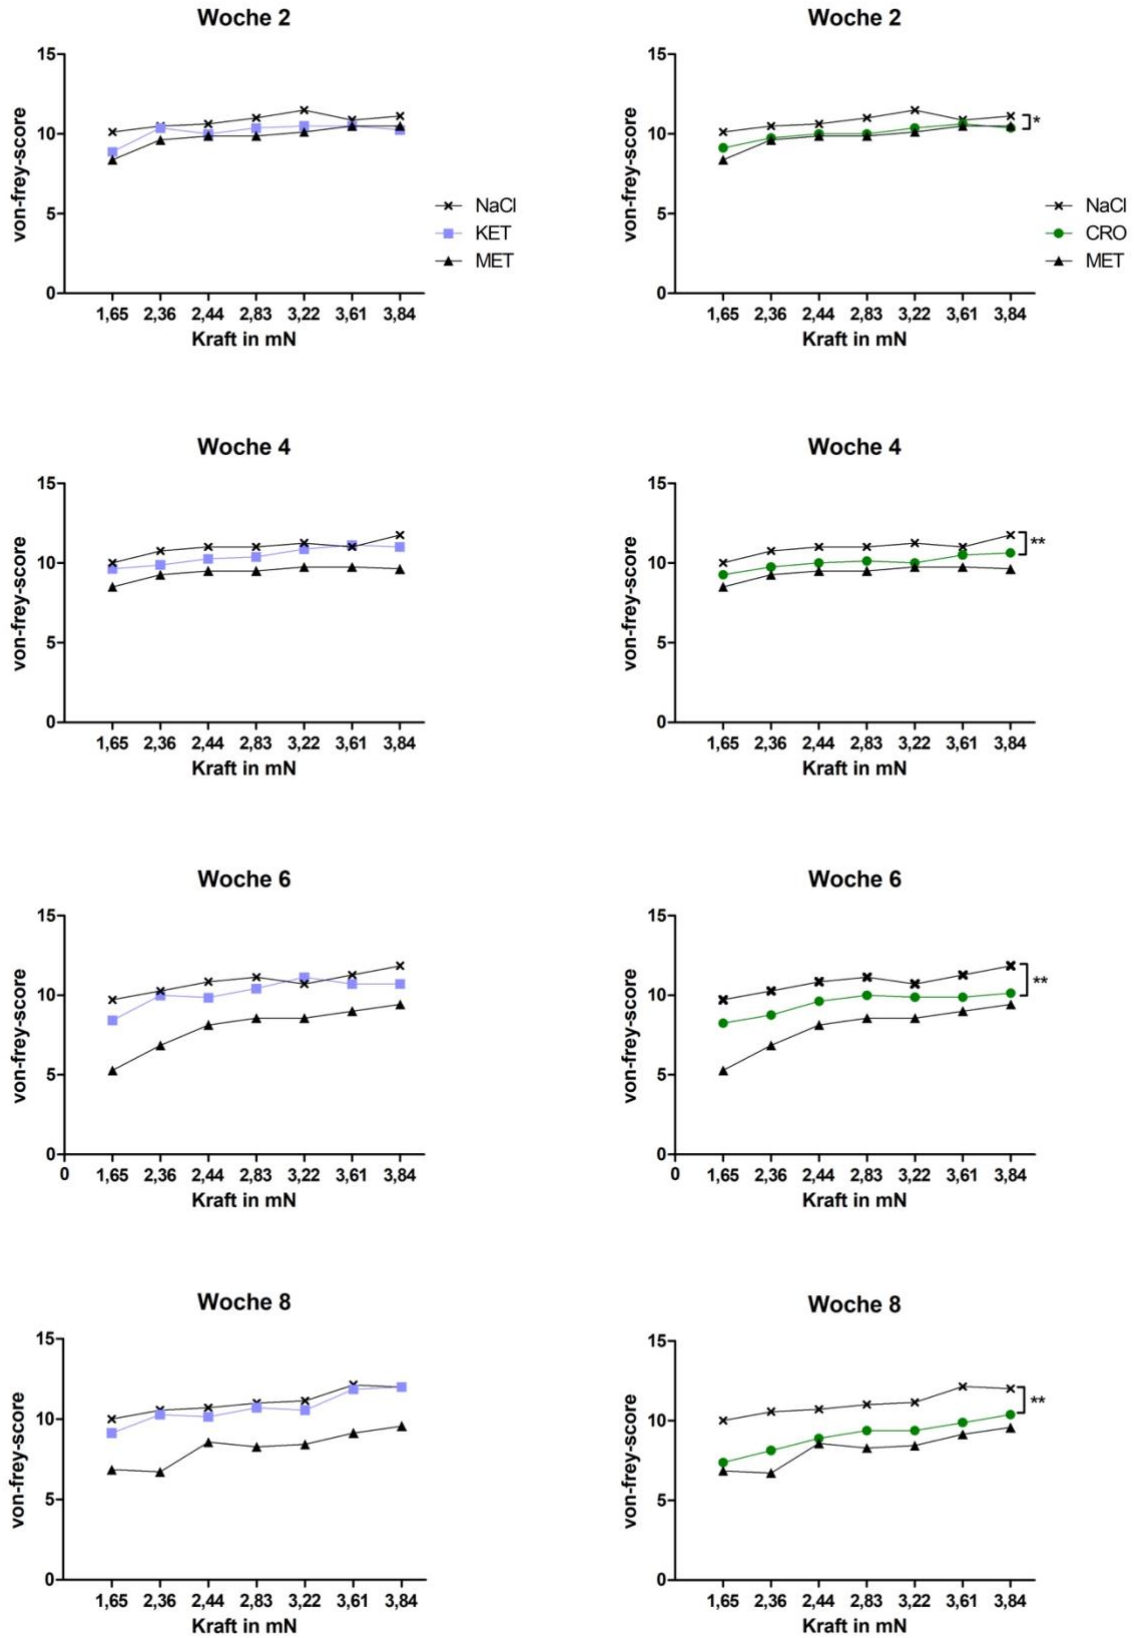 Woche 2
15
10
5
0
von-frey-score
1,65 2,36 2,44 2,83 3,22 3,61 3,84
Kraft in mN
NaCl
KET
MET
Woche 2
15
10
5
0
von-frey-score
1,65 2,36 2,44 2,83 3,22 3,61 3,84
Kraft in mN
*
NaCl
CRO
MET
Woche 4
15
10
5
0
von-frey-score
1,65 2,36 2,44 2,83 3,22 3,61 3,84
Kraft in mN
Woche 4
15
10
5
0
von-frey-score
1,65 2,36 2,44 2,83 3,22 3,61 3,84
Kraft in mN
**
Woche 6
15
10
5
0
von-frey-score
0 1,65 2,36 2,44 2,83 3,22 3,61 3,84
Kraft in mN
Woche 6
15
10
5
0
von-frey-score
0 1,65 2,36 2,44 2,83 3,22 3,61 3,84
Kraft in mN
**
Woche 8
15
10
5
0
von-frey-score
1,65 2,36 2,44 2,83 3,22 3,61 3,84
Kraft in mN
Woche 8
15
10
5
0
von-frey-score
1,65 2,36 2,44 2,83 3,22 3,61 3,84
Kraft in mN
**